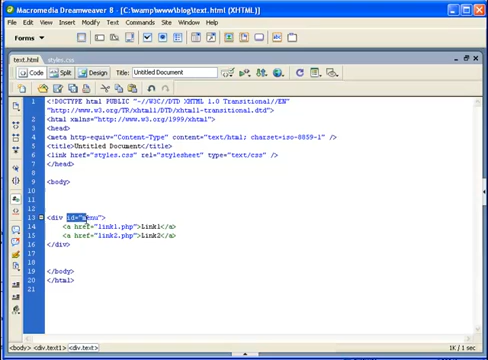 Macromedia Dreamweaver 8 - [C:\wamp\www\blog\text.html (XHTML)]
File Edit View Insert Modify Text Commands Site Window Help
Forms
text.html styles.css
Code Split Design Title: Untitled Document
1 <!DOCTYPE html PUBLIC "-//W3C//DTD XHTML 1.0 Transitional//EN"
"http://www.w3.org/TR/xhtml1/DTD/xhtml1-transitional.dtd">
2 <html xmlns="http://www.w3.org/1999/xhtml">
3 <head>
4 <meta http-equiv="Content-Type" content="text/html; charset=iso-8859-1" />
5 <title>Untitled Document</title>
6 <link href="styles.css" rel="stylesheet" type="text/css" />
7 </head>
8
9 <body>
10
11
12
13 <div id="menu">
14 <a href="link1.php">Link1</a>
15 <a href="link2.php">Link2</a>
16 </div>
17
18
19 </body>
20 </html>
21
<body> <div.text1> <div.text>
1K / 1 sec